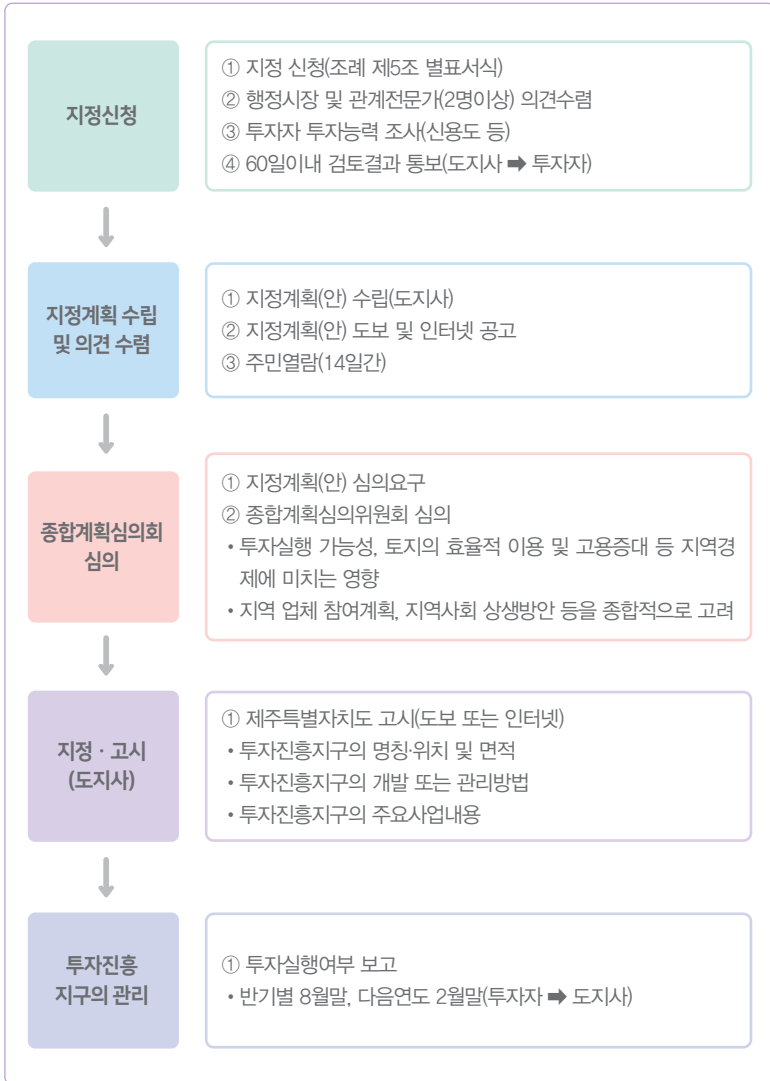 지정신청
① 지정 신청(조례 제5조 별표서식)
② 행정시장 및 관계전문가(2명이상) 의견수렴
③ 투자자 투자능력 조사(신용도 등)
④ 60일이내 검토결과 통보(도지사 ➡ 투자자)
지정계획 수립
및 의견 수렴
① 지정계획(안) 수립(도지사)
② 지정계획(안) 도보 및 인터넷 공고
③ 주민열람(14일간)
종합계획심의회
심의
① 지정계획(안) 심의요구
② 종합계획심의위원회 심의
• 투자실행 가능성, 토지의 효율적 이용 및 고용증대 등 지역경
제에 미치는 영향
• 지역 업체 참여계획, 지역사회 상생방안 등을 종합적으로 고려
지정 · 고시
(도지사)
① 제주특별자치도 고시(도보 또는 인터넷)
• 투자진흥지구의 명칭·위치 및 면적
• 투자진흥지구의 개발 또는 관리방법
• 투자진흥지구의 주요사업내용
투자진흥
지구의 관리
① 투자실행여부 보고
• 반기별 8월말, 다음연도 2월말(투자자 ➡ 도지사)